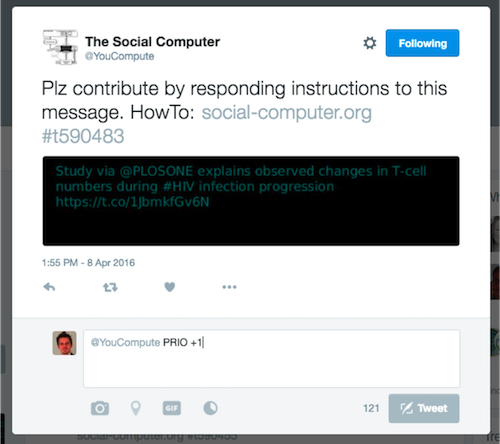 The Social Computer
@YouCompute
Following
Plz contribute by responding instructions to this
message. HowTo: social-computer.org
#t590483
Study via @PLOSONE explains observed changes in T-cell
numbers during #HIV infection progression
https://t.co/1JbmkfGv6N
1:55 PM - 8 Apr 2016
@YouCompute PRIO +1
GIF
121
Tweet